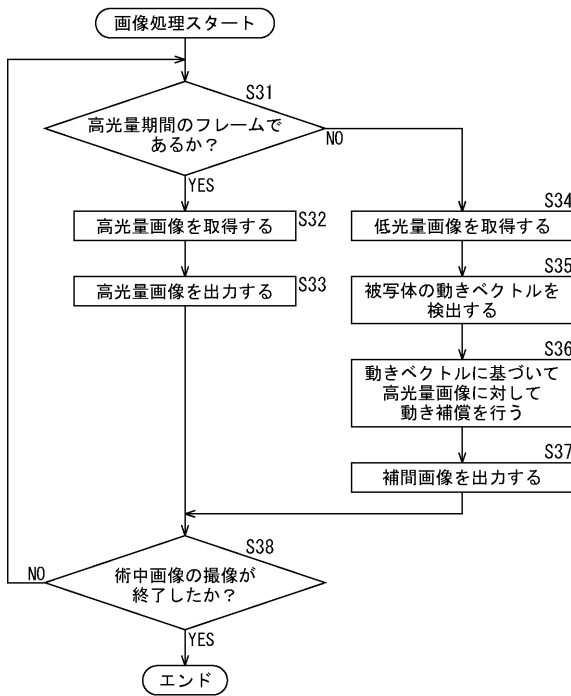 画像処理スタート
S31
高光量期間のフレームで
あるか?
NO
YES
S32
高光量画像を取得する
S33
高光量画像を出力する
S34
低光量画像を取得する
S35
被写体の動きベクトルを
検出する
S36
動きベクトルに基づいて
高光量画像に対して
動き補償を行う
S37
補間画像を出力する
S38
術中画像の撮像が
終了したか?
NO
YES
エンド